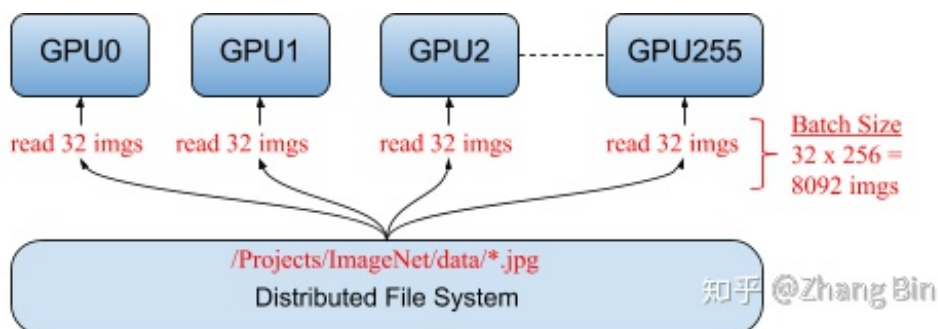 GPU0 GPU1 GPU2 GPU255
read 32 imgs read 32 imgs read 32 imgs read 32 imgs
Batch Size
32 x 256 =
8092 imgs
/Projects/ImageNet/data/*.jpg
Distributed File System
知乎 @Zhang Bin